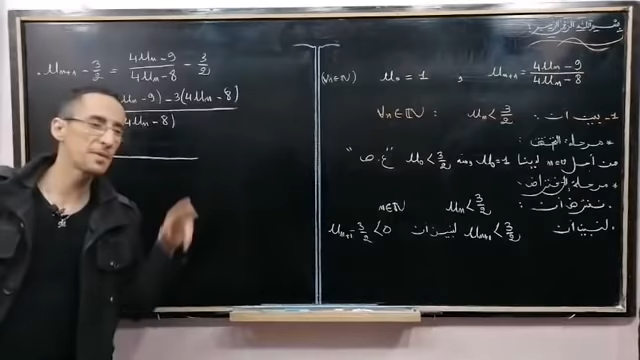 (∀n∈ℕ) u₀ = 1 , uₙ₊₁ = (4uₙ-9)/(4uₙ-8)
1- بين أن: ∀n∈ℕ : uₙ < 3/2
* مرحلة التحقق:
من أجل n=0 لدينا u₀=1 ومنه u₀ < 3/2 "ع.ص"
* مرحلة الافتراض:
. نفترض أن: uₙ < 3/2 n∈ℕ
. لنبين أن uₙ₊₁ < 3/2 لنبين أن uₙ₊₁ - 3/2 < 0
. uₙ₊₁ - 3/2 = (4uₙ-9)/(4uₙ-8) - 3/2
uₙ-9) - 3(4uₙ-8)
4uₙ-8)